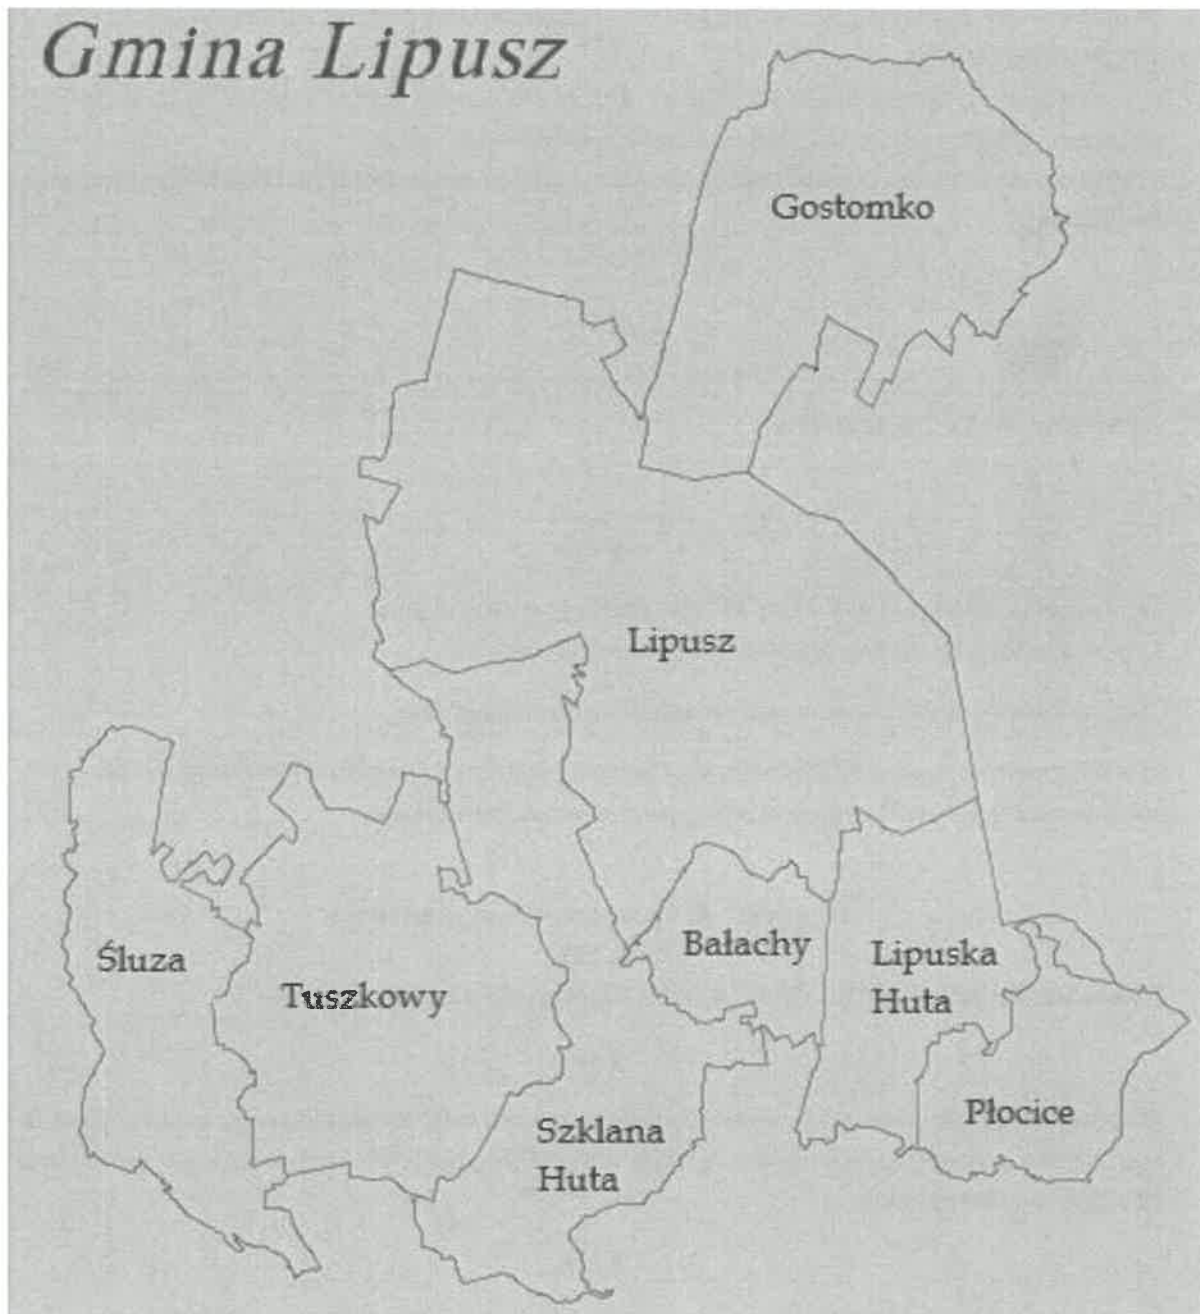 Gmina Lipusz
Gostomko
Lipusz
Śluza
Tuszkowy
Bałachy
Lipuska
Huta
Szklana
Huta
Płocice